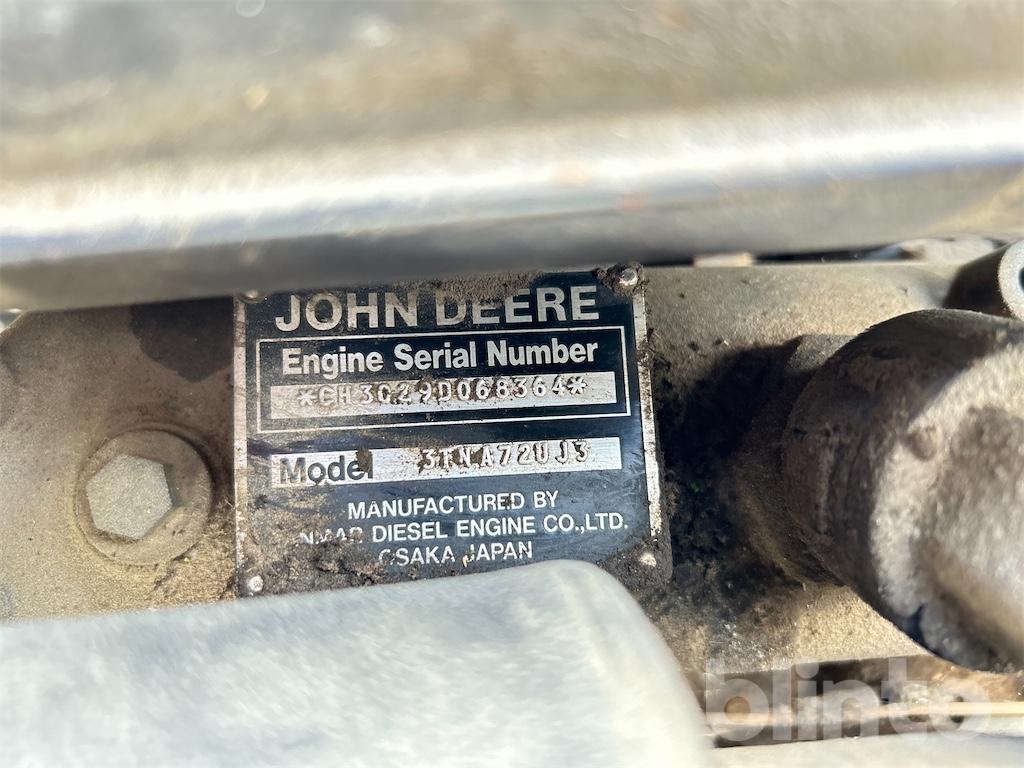 JOHN DEERE
Engine Serial Number
*CH3029D068364*
Model 3TNA72UJ3
MANUFACTURED BY
DIESEL ENGINE CO.,LTD.
OSAKA JAPAN
blinto